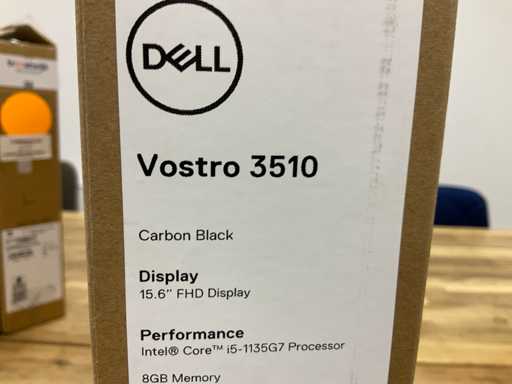 DELL
Vostro 3510
Carbon Black
Display
15.6" FHD Display
Performance
Intel® Core™ i5-1135G7 Processor
8GB Memory